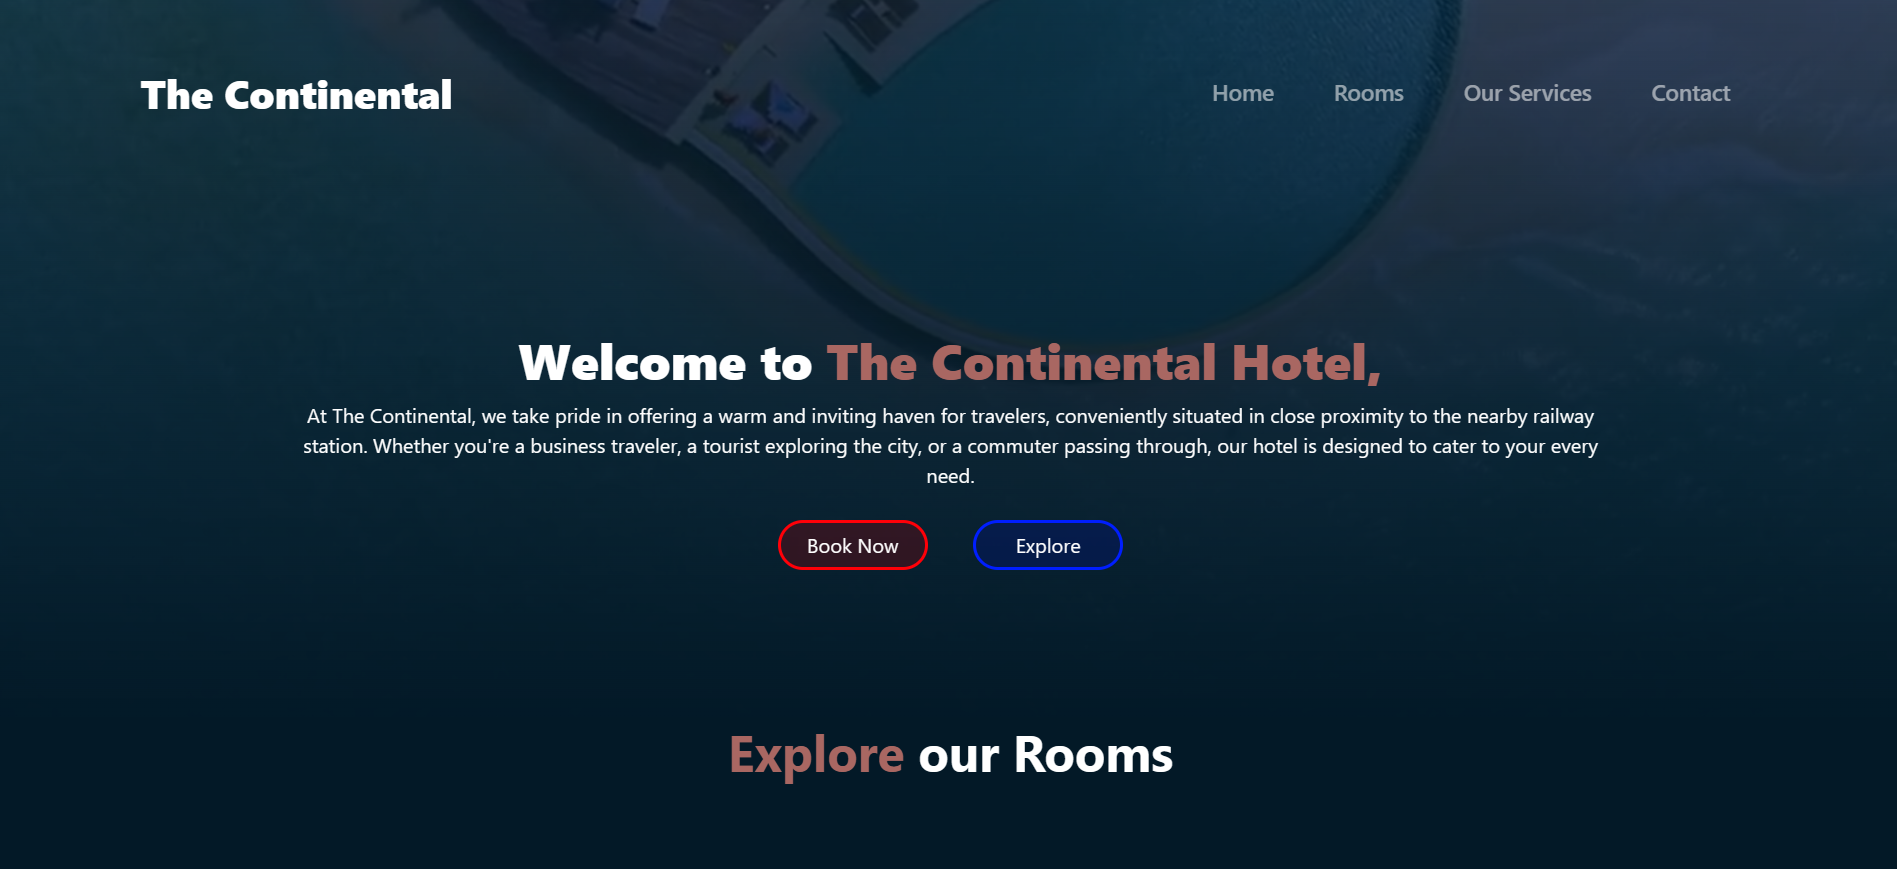 The Continental
Home Rooms Our Services Contact
Welcome to The Continental Hotel,
At The Continental, we take pride in offering a warm and inviting haven for travelers, conveniently situated in close proximity to the nearby railway
station. Whether you're a business traveler, a tourist exploring the city, or a commuter passing through, our hotel is designed to cater to your every
need.
Book Now Explore
Explore our Rooms